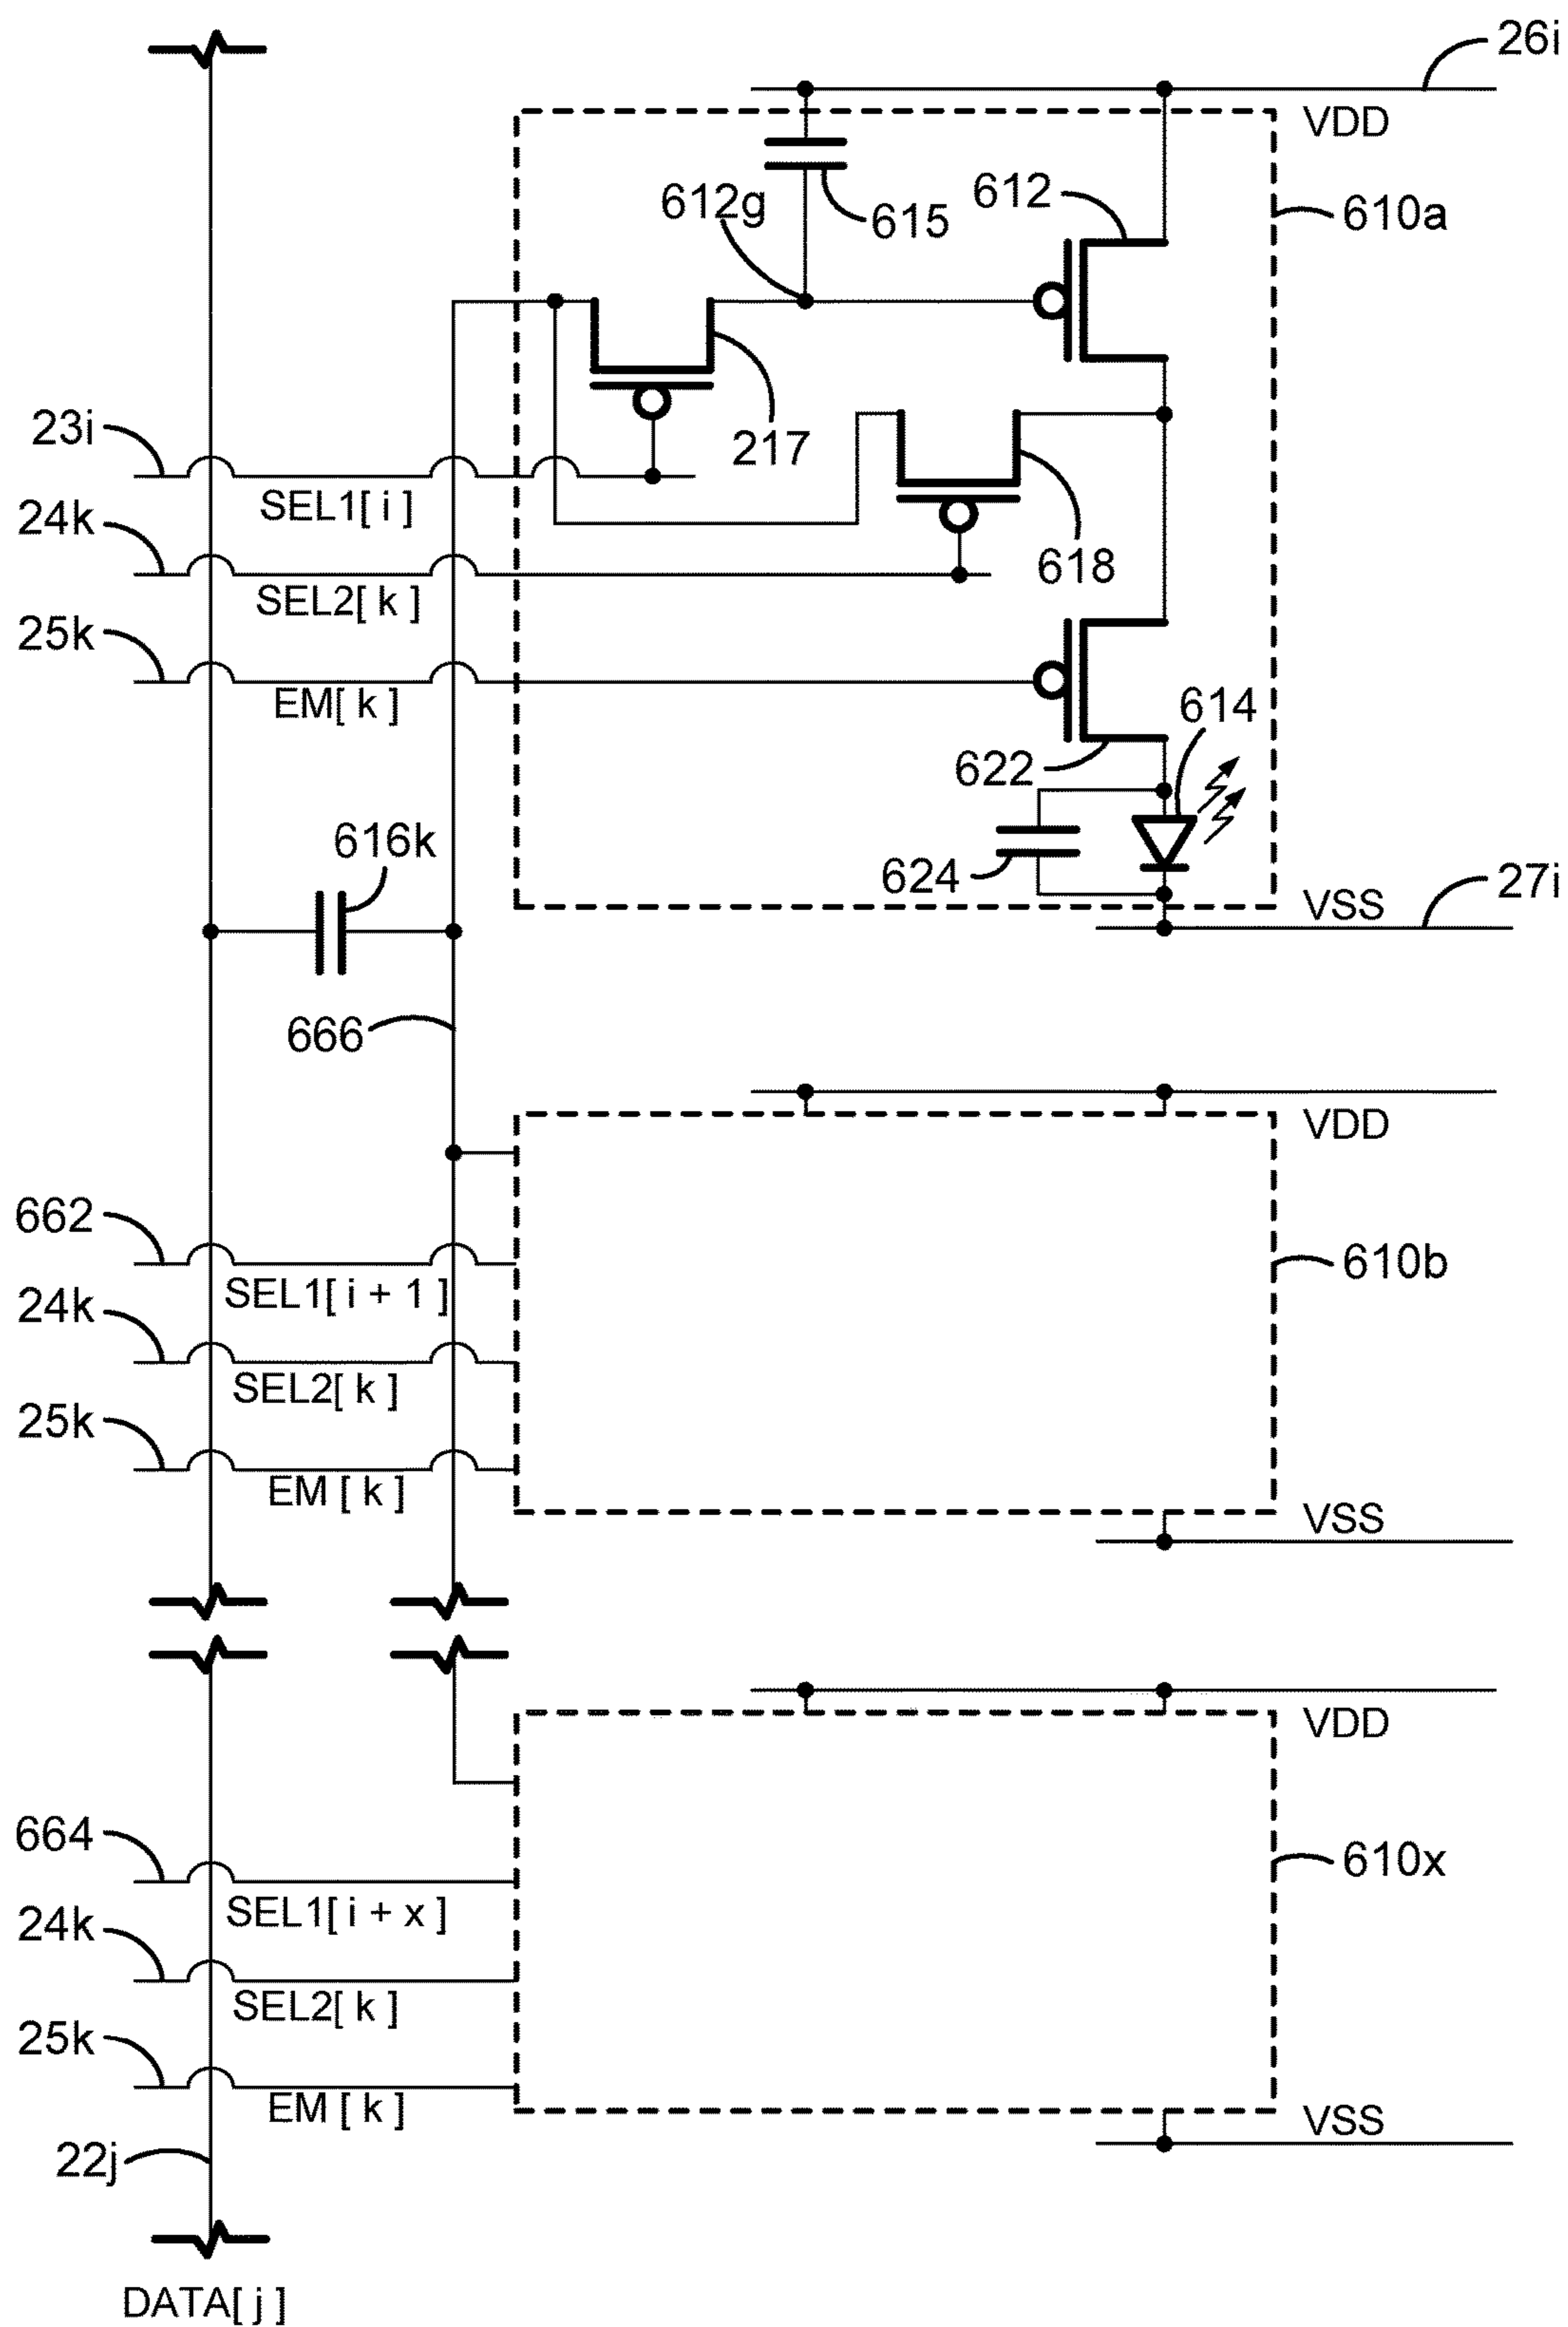 26i
VDD
612g
615
612
610a
23i
217
SEL1[ i ]
24k
618
SEL2[ k ]
25k
EM[ k ]
614
622
616k
624
27i
VSS
666
VDD
662
610b
SEL1[ i + 1 ]
24k
SEL2[ k ]
25k
EM [ k ]
VSS
VDD
664
610x
SEL1[ i + x ]
24k
SEL2[ k ]
25k
EM [ k ]
VSS
22j
DATA[ j ]